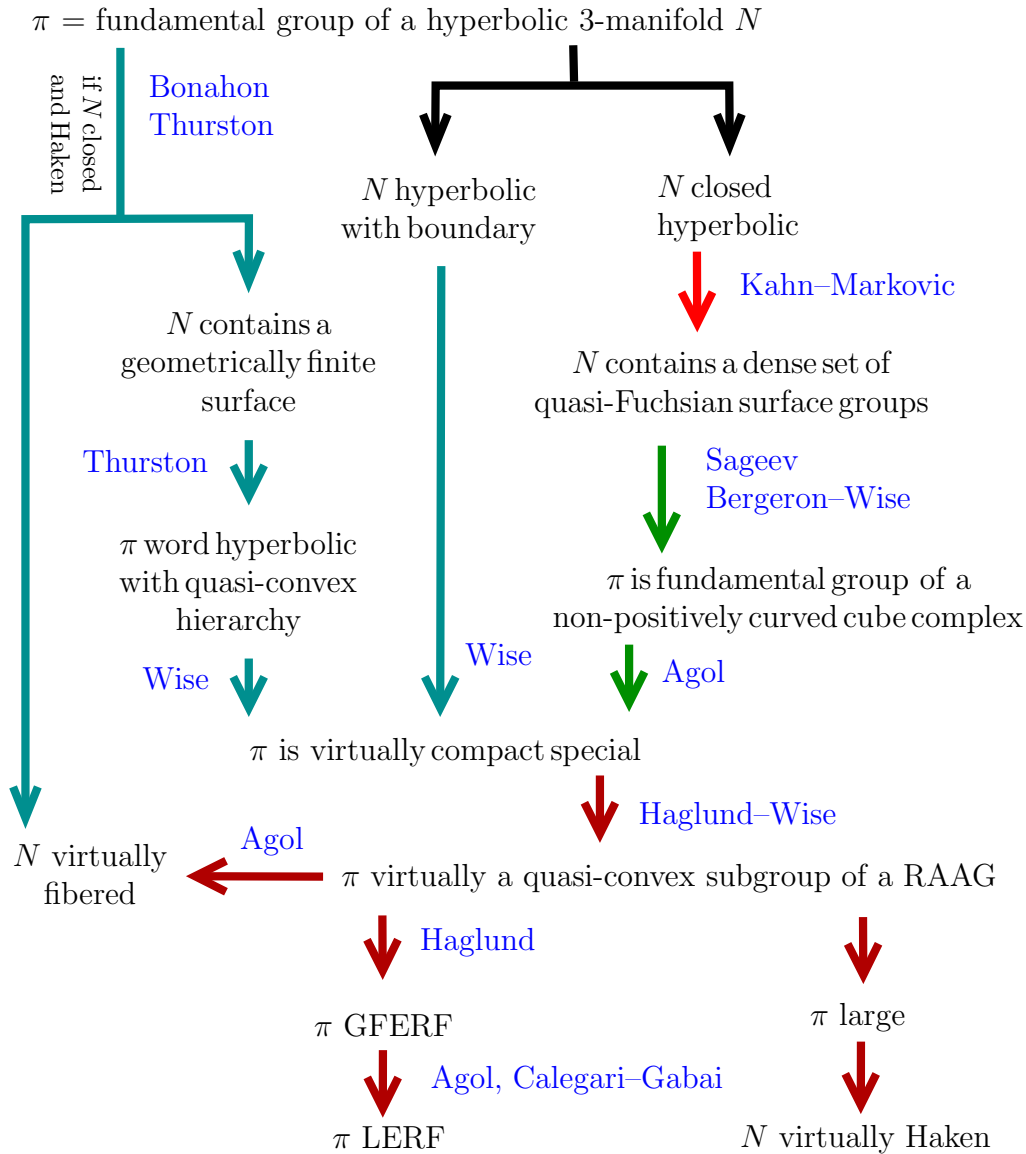 π = fundamental group of a hyperbolic 3-manifold N
if N closed
and Haken
Bonahon
Thurston
N hyperbolic
with boundary
N closed
hyperbolic
Kahn–Markovic
N contains a
geometrically finite
surface
N contains a dense set of
quasi-Fuchsian surface groups
Thurston
Sageev
Bergeron–Wise
π word hyperbolic
with quasi-convex
hierarchy
π is fundamental group of a
non-positively curved cube complex
Wise
Wise
Agol
π is virtually compact special
Haglund–Wise
Agol
N virtually
fibered
π virtually a quasi-convex subgroup of a RAAG
Haglund
π GFERF
π large
Agol, Calegari–Gabai
π LERF
N virtually Haken